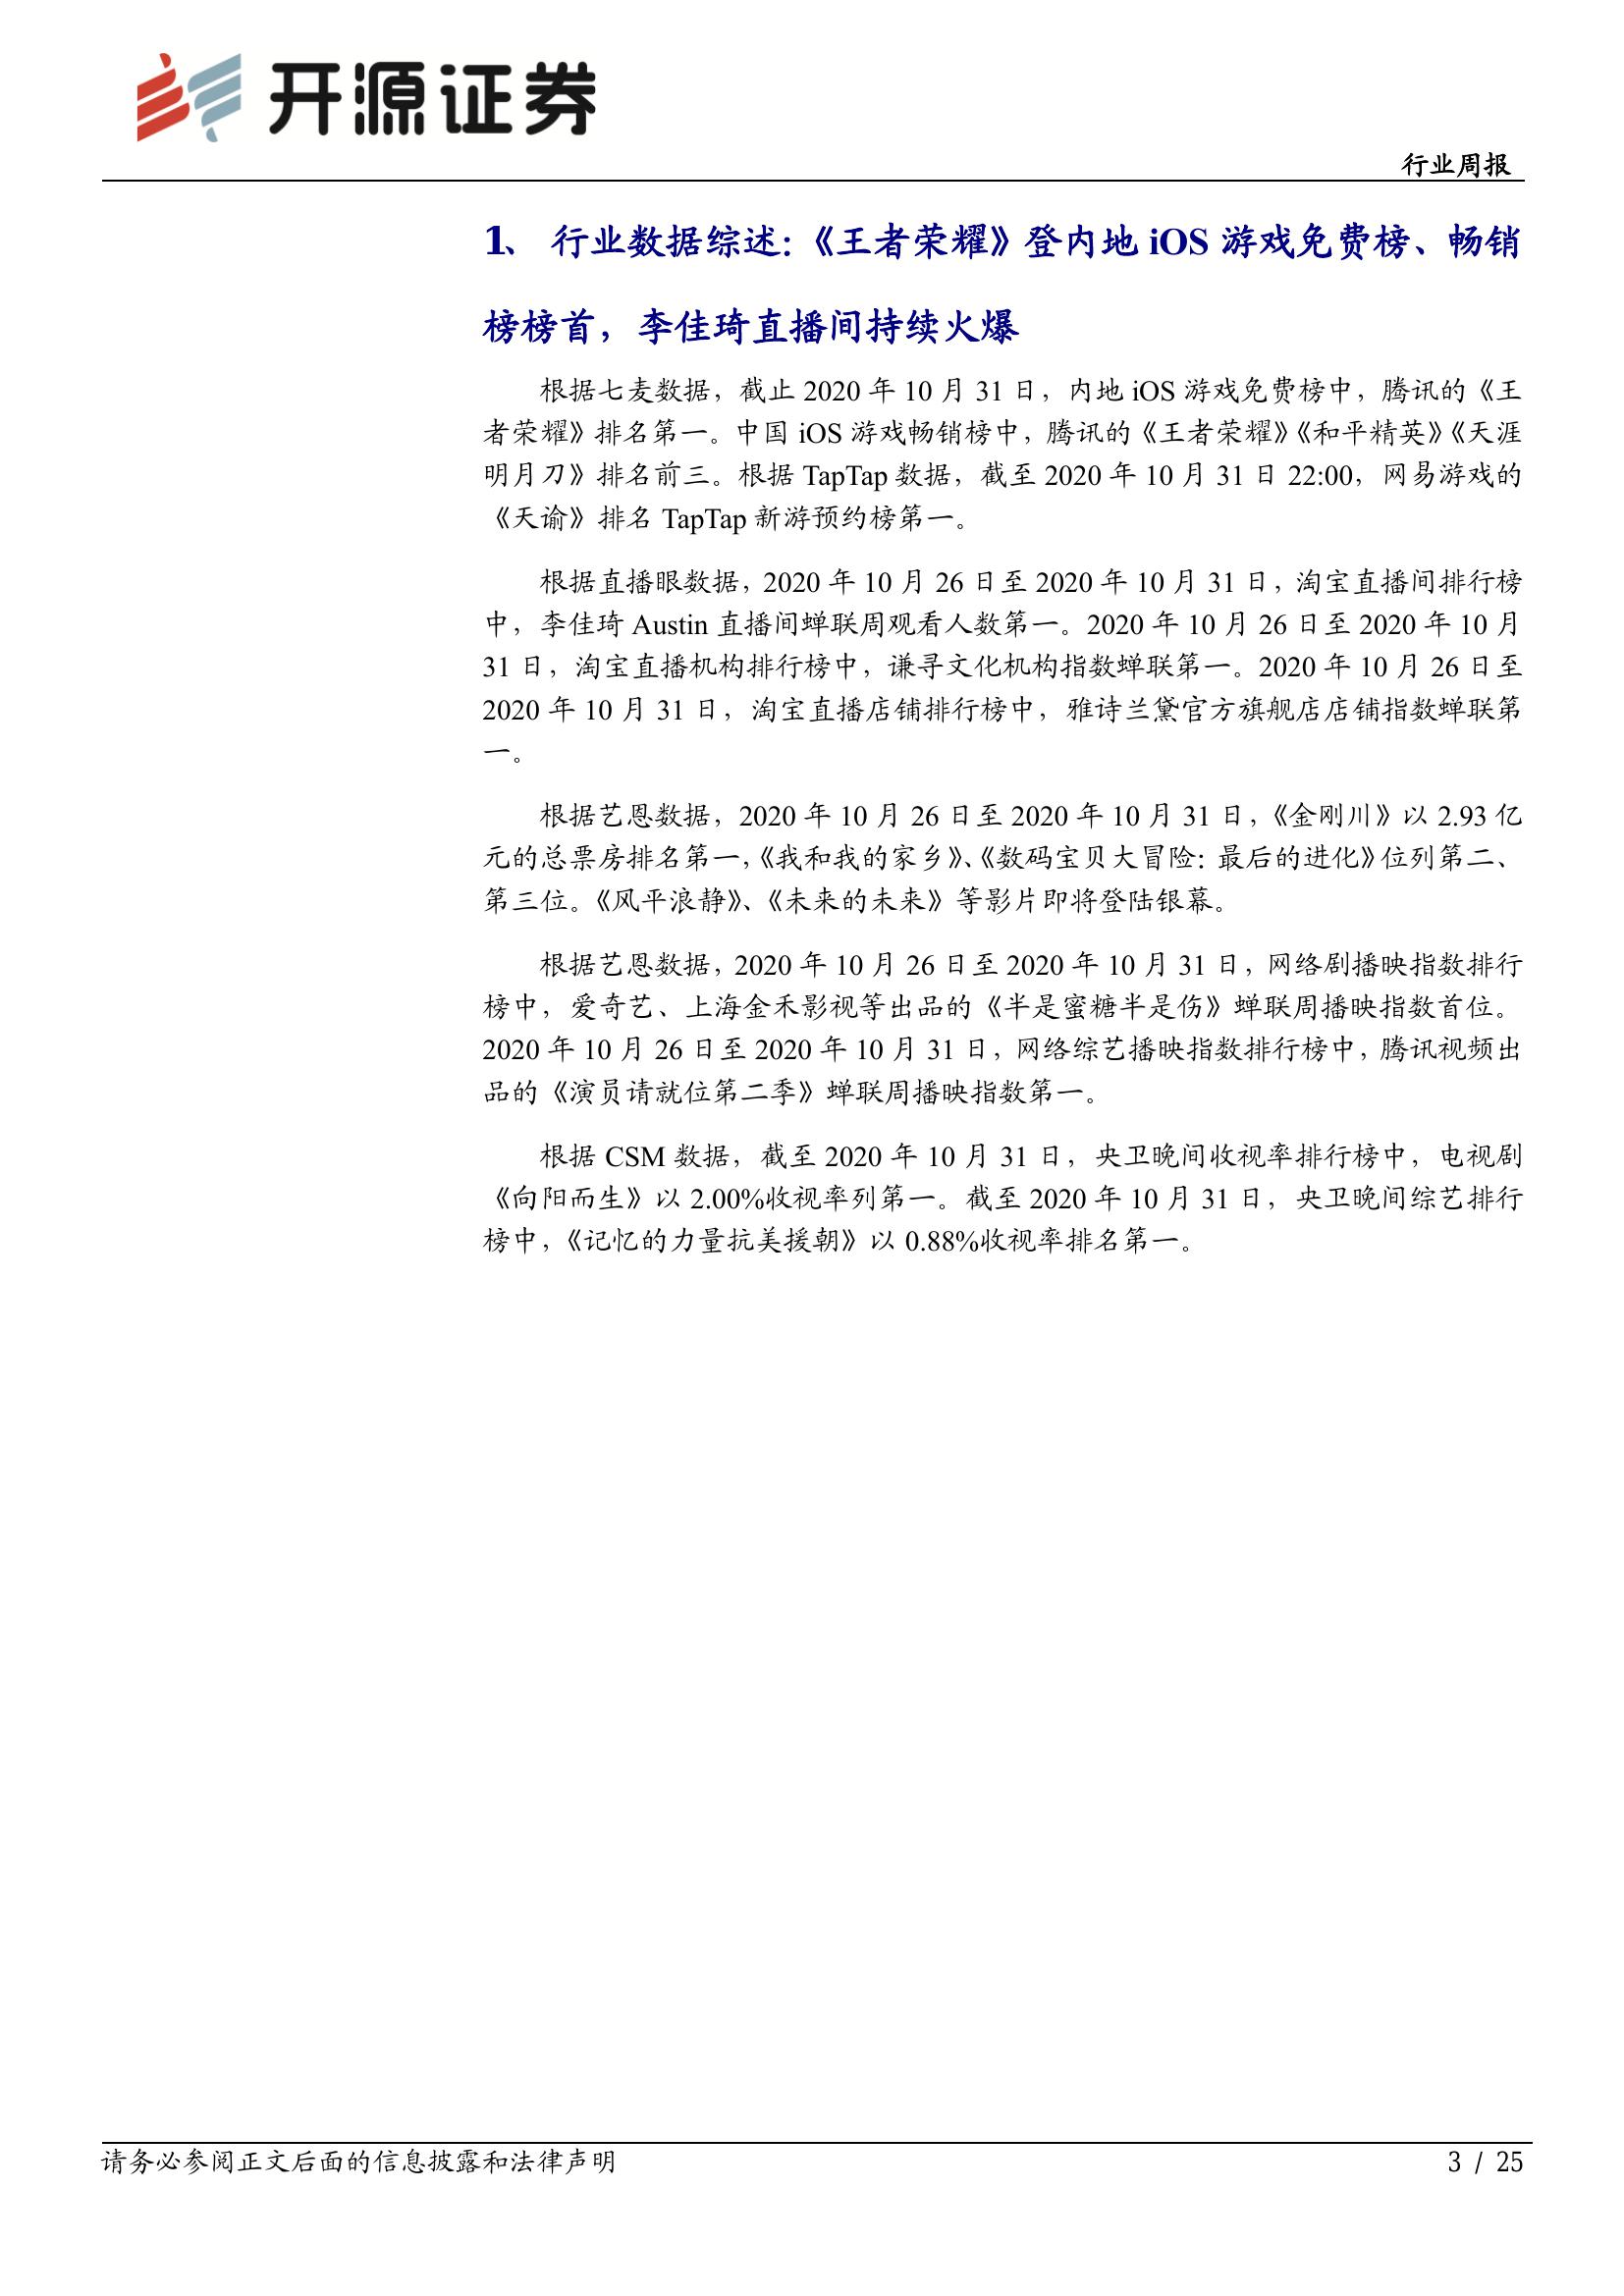 开源证券
行业周报
1、 行业数据综述：《王者荣耀》登内地 iOS 游戏免费榜、畅销
榜榜首，李佳琦直播间持续火爆
根据七麦数据，截止 2020 年 10 月 31 日，内地 iOS 游戏免费榜中，腾讯的《王
者荣耀》排名第一。中国 iOS 游戏畅销榜中，腾讯的《王者荣耀》《和平精英》《天涯
明月刀》排名前三。根据 TapTap 数据，截至 2020 年 10 月 31 日 22:00，网易游戏的
《天谕》排名 TapTap 新游预约榜第一。
根据直播眼数据，2020 年 10 月 26 日至 2020 年 10 月 31 日，淘宝直播间排行榜
中，李佳琦 Austin 直播间蝉联周观看人数第一。2020 年 10 月 26 日至 2020 年 10 月
31 日，淘宝直播机构排行榜中，谦寻文化机构指数蝉联第一。2020 年 10 月 26 日至
2020 年 10 月 31 日，淘宝直播店铺排行榜中，雅诗兰黛官方旗舰店店铺指数蝉联第
一。
根据艺恩数据，2020 年 10 月 26 日至 2020 年 10 月 31 日，《金刚川》以 2.93 亿
元的总票房排名第一，《我和我的家乡》、《数码宝贝大冒险：最后的进化》位列第二、
第三位。《风平浪静》、《未来的未来》等影片即将登陆银幕。
根据艺恩数据，2020 年 10 月 26 日至 2020 年 10 月 31 日，网络剧播映指数排行
榜中，爱奇艺、上海金禾影视等出品的《半是蜜糖半是伤》蝉联周播映指数首位。
2020 年 10 月 26 日至 2020 年 10 月 31 日，网络综艺播映指数排行榜中，腾讯视频出
品的《演员请就位第二季》蝉联周播映指数第一。
根据 CSM 数据，截至 2020 年 10 月 31 日，央卫晚间收视率排行榜中，电视剧
《向阳而生》以 2.00%收视率列第一。截至 2020 年 10 月 31 日，央卫晚间综艺排行
榜中，《记忆的力量抗美援朝》以 0.88%收视率排名第一。
请务必参阅正文后面的信息披露和法律声明
3 / 25